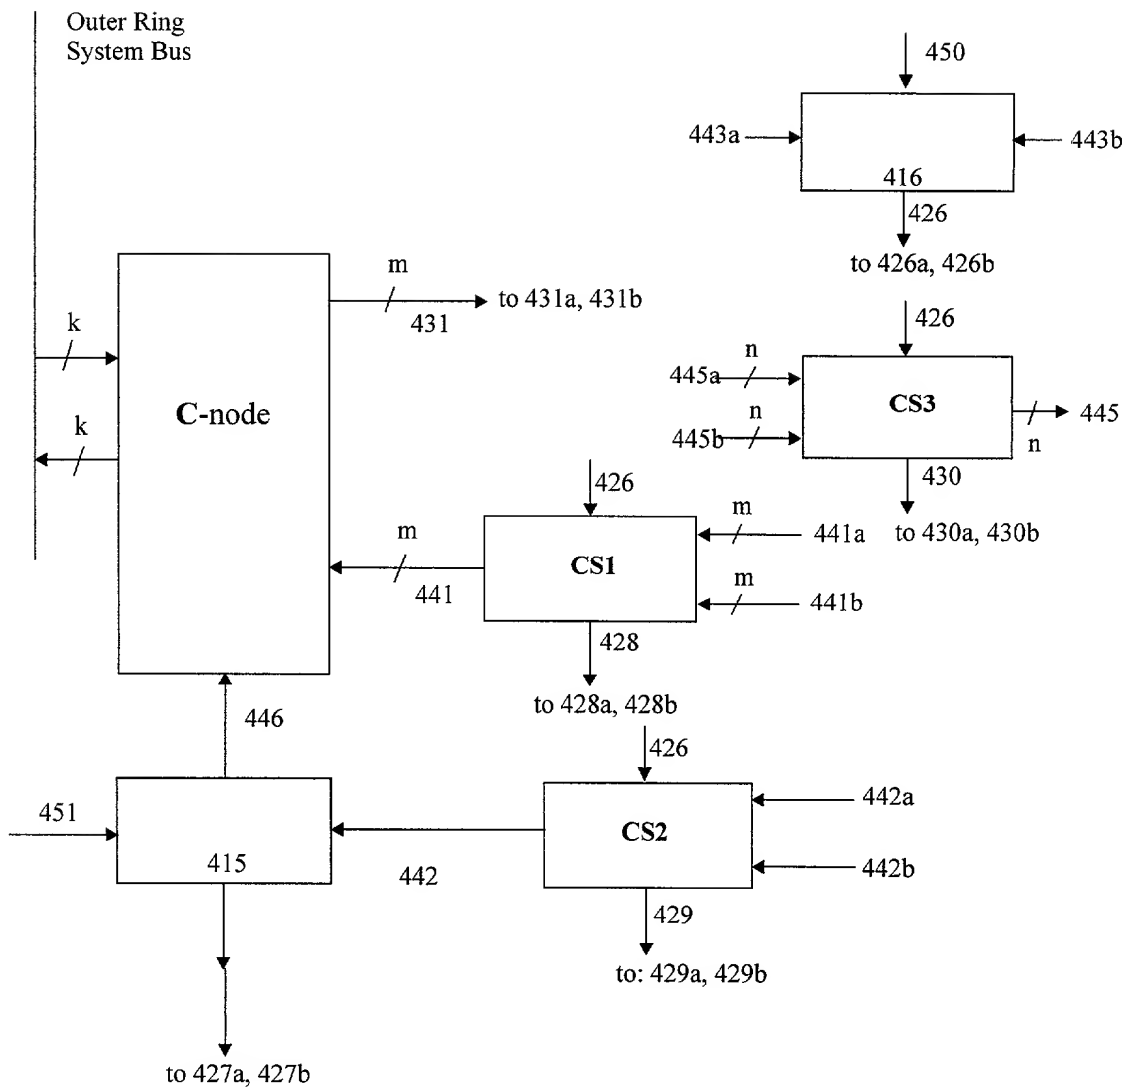 Outer Ring
System Bus
450
443a
443b
416
426
to 426a, 426b
m
to 431a, 431b
431
k
426
n
445a
CS3
445
n
445b
n
430
to 430a, 430b
C-node
k
426
m
441a
m
441
CS1
m
441b
428
to 428a, 428b
446
426
451
415
442
CS2
442a
442b
429
to: 429a, 429b
to 427a, 427b